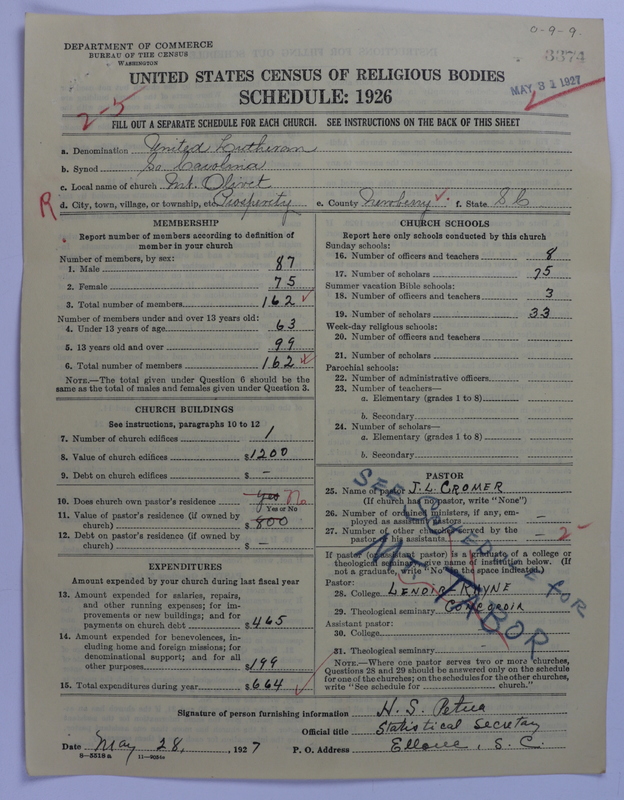 0-9-9.
DEPARTMENT OF COMMERCE
BUREAU OF THE CENSUS
WASHINGTON
3374
MAY 31 1927
UNITED STATES CENSUS OF RELIGIOUS BODIES
SCHEDULE: 1926
2-5
FILL OUT A SEPARATE SCHEDULE FOR EACH CHURCH. SEE INSTRUCTIONS ON THE BACK OF THIS SHEET
a. Denomination United Lutheran
b. Synod So Carolina
c. Local name of church Mt. Olivet
R d. City, town, village, or township, etc. Prosperity e. County Newberry f. State S.C.
MEMBERSHIP
Report number of members according to definition of
member in your church
Number of members, by sex:
1. Male 87
2. Female 75
3. Total number of members 162
Number of members under and over 13 years old:
4. Under 13 years of age 63
5. 13 years old and over 99
6. Total number of members 162
NOTE.—The total given under Question 6 should be the
same as the total of males and females given under Question 3.
CHURCH BUILDINGS
See instructions, paragraphs 10 to 12
7. Number of church edifices 1
8. Value of church edifices $1200
9. Debt on church edifices $ -
10. Does church own pastor's residence yes No
Yes or No
11. Value of pastor's residence (if owned by
church) $ 800
12. Debt on pastor's residence (if owned by
church) $ -
EXPENDITURES
Amount expended by your church during last fiscal year
13. Amount expended for salaries, repairs,
and other running expenses; for im-
provements or new buildings; and for
payments on church debt $ 465
14. Amount expended for benevolences, in-
cluding home and foreign missions; for
denominational support; and for all
other purposes $ 199
15. Total expenditures during year $ 664
CHURCH SCHOOLS
Report here only schools conducted by this church
Sunday schools:
16. Number of officers and teachers 8
17. Number of scholars 75
Summer vacation Bible schools:
18. Number of officers and teachers 3
19. Number of scholars 33
Week-day religious schools:
20. Number of officers and teachers
21. Number of scholars
Parochial schools:
22. Number of administrative officers
23. Number of teachers—
a. Elementary (grades 1 to 8)
b. Secondary
24. Number of scholars—
a. Elementary (grades 1 to 8)
b. Secondary
PASTOR
25. Name of pastor J. L. CROMER
(If church has no pastor, write "None")
26. Number of ordained ministers, if any, em-
ployed as assistant pastors -
27. Number of other churches served by the
pastor or his assistants - 2-
SEE SCHEDULE FOR
MT. TABOR
If pastor (or assistant pastor) is a graduate of a college or
theological seminary, give name of institution below. (If
not a graduate, write "No" in the space indicated.)
Pastor:
28. College LENOIR-RHYNE
29. Theological seminary CONCORDIA
Assistant pastor:
30. College
31. Theological seminary -
NOTE.—Where one pastor serves two or more churches,
Questions 28 and 29 should be answered only on the schedule
for one of the churches; on the schedules for the other churches,
write "See schedule for church."
Signature of person furnishing information H. S. Petrea
Official title Statistical Secretary
Date May 28, 1927 P. O. Address Elloree, S. C.
8-5518a 11-9034